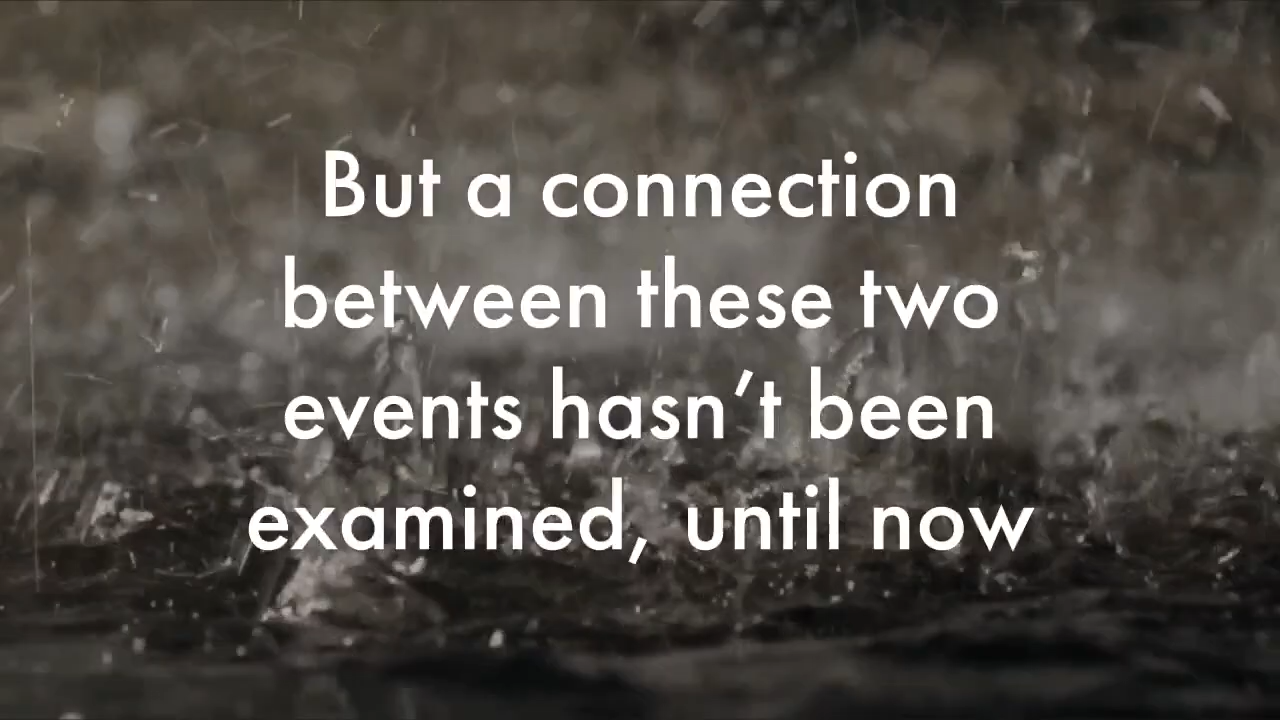 But a connection
between these two
events hasn’t been
examined, until now